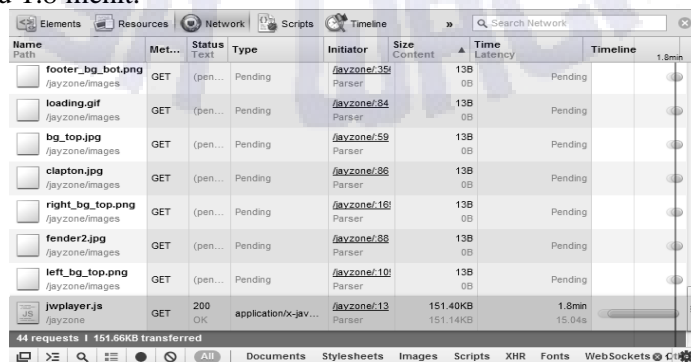 1.8 menit.
Elements Resources Network Scripts Timeline » Search Network
Name Met... Status Type Initiator Size Time Timeline
Path Text Content Latency 1.8min
footer_bg_bot.png GET (pen... Pending /jayzone/:35 13B Pending
/jayzone/images Parser 0B
loading.gif GET (pen... Pending /jayzone/:84 13B Pending
/jayzone/images Parser 0B
bg_top.jpg GET (pen... Pending /jayzone/:59 13B Pending
/jayzone/images Parser 0B
clapton.jpg GET (pen... Pending /jayzone/:86 13B Pending
/jayzone/images Parser 0B
right_bg_top.png GET (pen... Pending /jayzone/:16 13B Pending
/jayzone/images Parser 0B
fender2.jpg GET (pen... Pending /jayzone/:88 13B Pending
/jayzone/images Parser 0B
left_bg_top.png GET (pen... Pending /jayzone/:10 13B Pending
/jayzone/images Parser 0B
jwplayer.js GET 200 application/x-jav... /jayzone/:13 151.40KB 1.8min
JS /jayzone OK Parser 151.14KB 15.04s
44 requests | 151.66KB transferred
All Documents Stylesheets Images Scripts XHR Fonts WebSockets